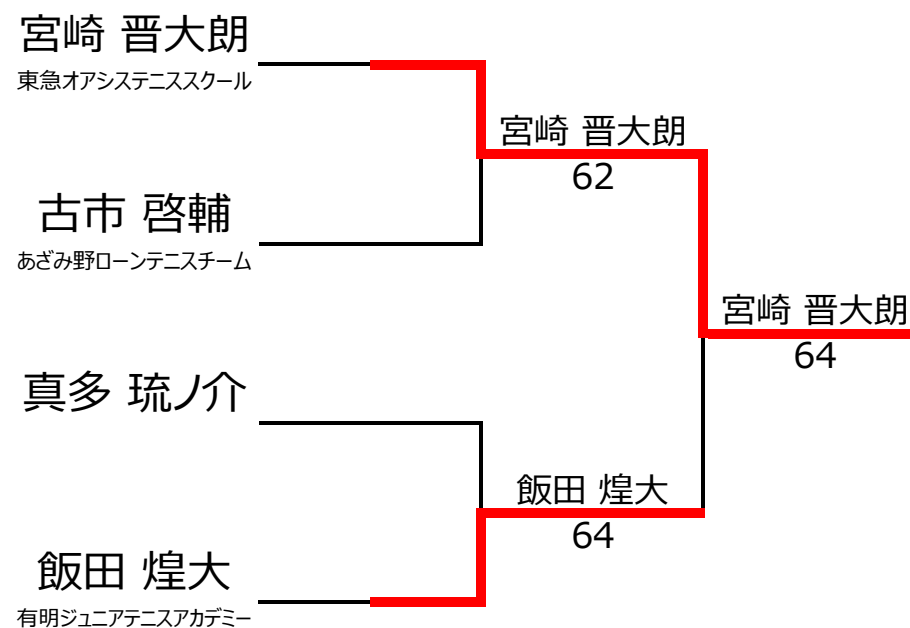 宮崎 晋大朗
東急オアシステニススクール
宮崎 晋大朗
62
古市 啓輔
あざみ野ローンテニスチーム
宮崎 晋大朗
64
真多 琉ノ介
飯田 煌大
64
飯田 煌大
有明ジュニアテニスアカデミー